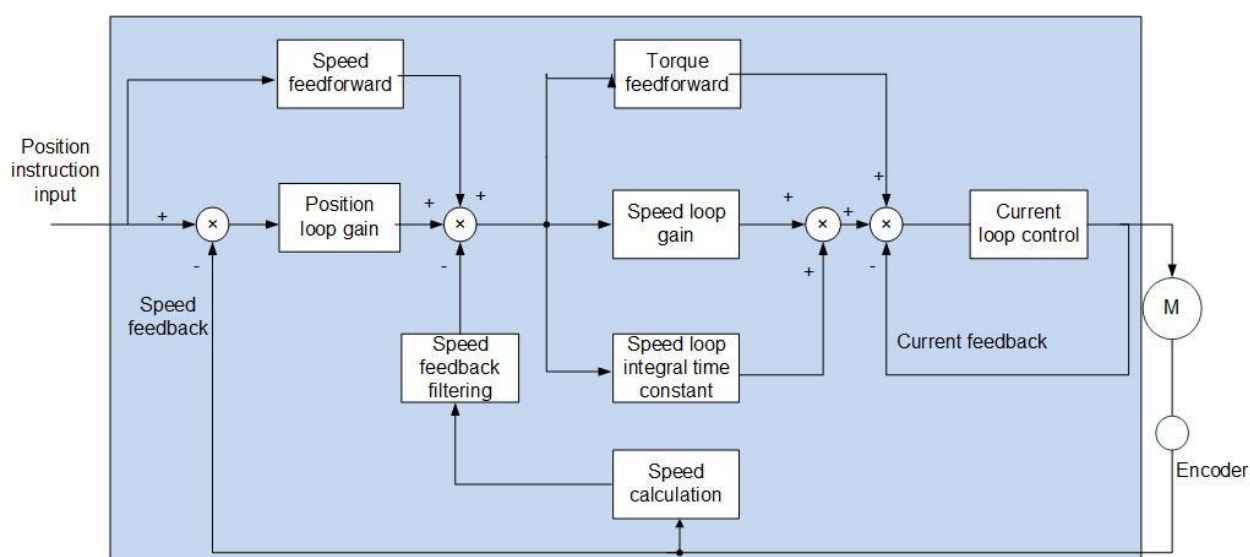 Speed
feedforward
Torque
feedforward
Position
instruction
input
+
×
-
Position
loop gain
+
+
×
-
Speed loop
gain
+
×
+
+
+
×
-
Current
loop control
Speed
feedback
Speed
feedback
filtering
Speed loop
integral time
constant
Current feedback
M
Speed
calculation
Encoder